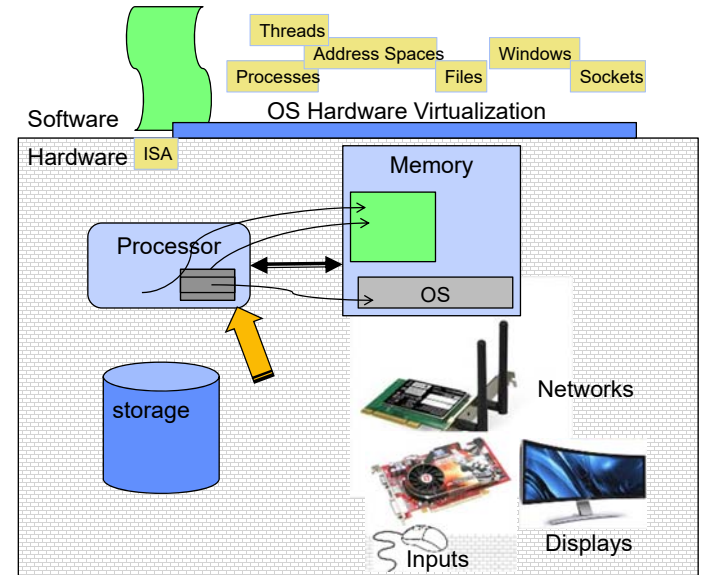 Threads
Address Spaces
Windows
Processes
Files
Sockets
OS Hardware Virtualization
Software
Hardware
ISA
Memory
Processor
OS
storage
Networks
Displays
Inputs